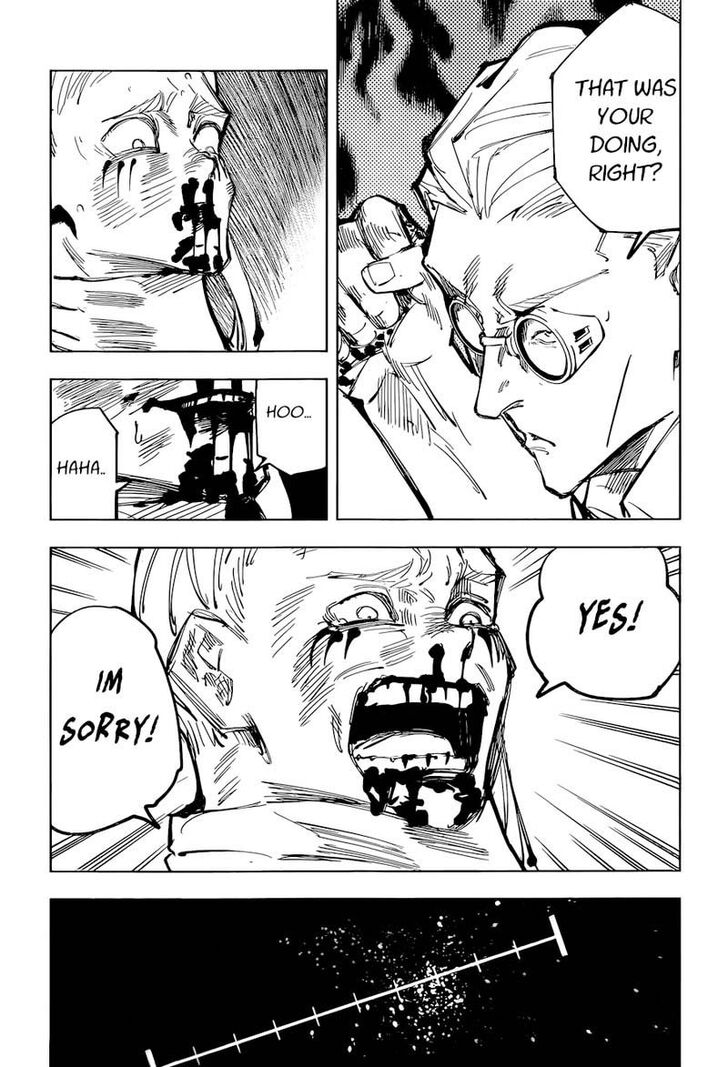 THAT WAS
YOUR
DOING,
RIGHT?
HOO...
HAHA..
YES!
IM
SORRY!